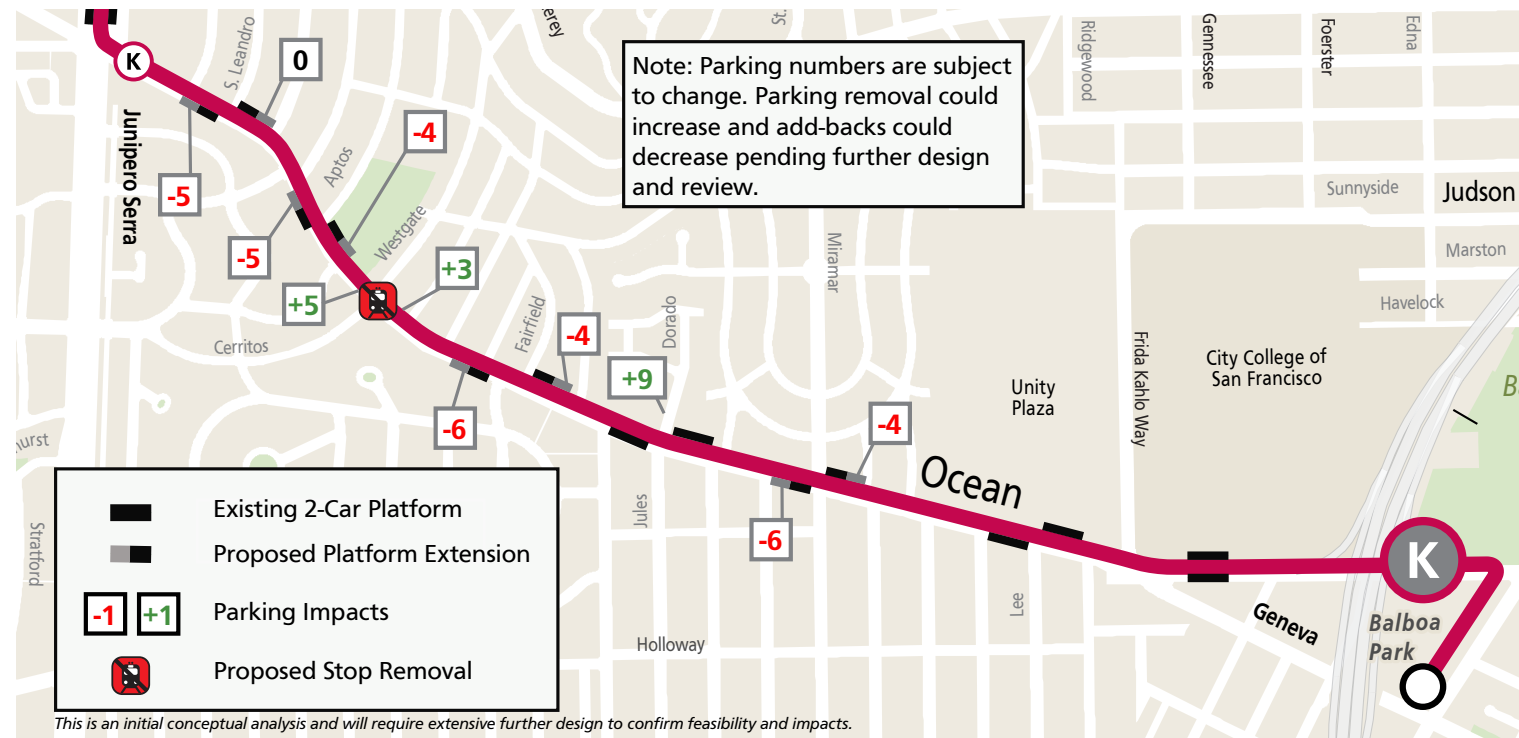 erey
St.
Ridgewood
Gennessee
Foerster
Edna
K
S. Leandro
0
Note: Parking numbers are subject
to change. Parking removal could
increase and add-backs could
decrease pending further design
and review.
Junipero Serra
-5
Aptos
-4
Sunnyside
Judson
Westgate
-5
Miramar
Marston
+5
+3
Havelock
Cerritos
Fairfield
-4
Dorado
+9
Frida Kahlo Way
City College of
San Francisco
Unity
Plaza
-6
-4
Ocean
urst
Stratford
Jules
-6
K
Lee
Geneva
Balboa
Park
Holloway
Existing 2-Car Platform
Proposed Platform Extension
-1 +1 Parking Impacts
Proposed Stop Removal
This is an initial conceptual analysis and will require extensive further design to confirm feasibility and impacts.